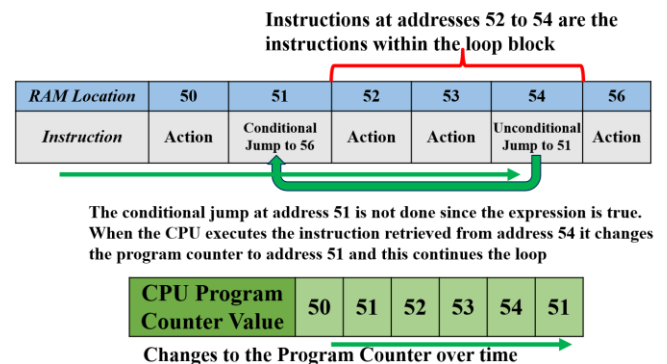 Instructions at addresses 52 to 54 are the
instructions within the loop block
RAM Location 50 51 52 53 54 56
Instruction Action Conditional Jump to 56 Action Action Unconditional Jump to 51 Action
The conditional jump at address 51 is not done since the expression is true.
When the CPU executes the instruction retrieved from address 54 it changes
the program counter to address 51 and this continues the loop
CPU Program Counter Value 50 51 52 53 54 51
Changes to the Program Counter over time